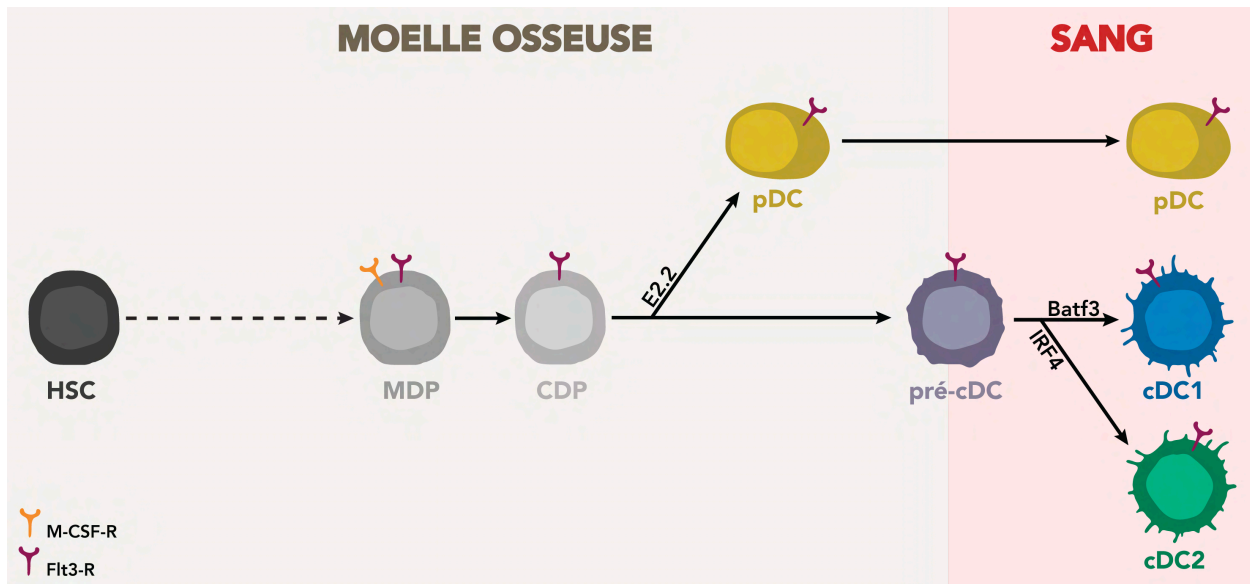 MOELLE OSSEUSE
SANG
pDC
pDC
E2.2
Batf3
IRF4
HSC
MDP
CDP
pré-cDC
cDC1
cDC2
M-CSF-R
Flt3-R